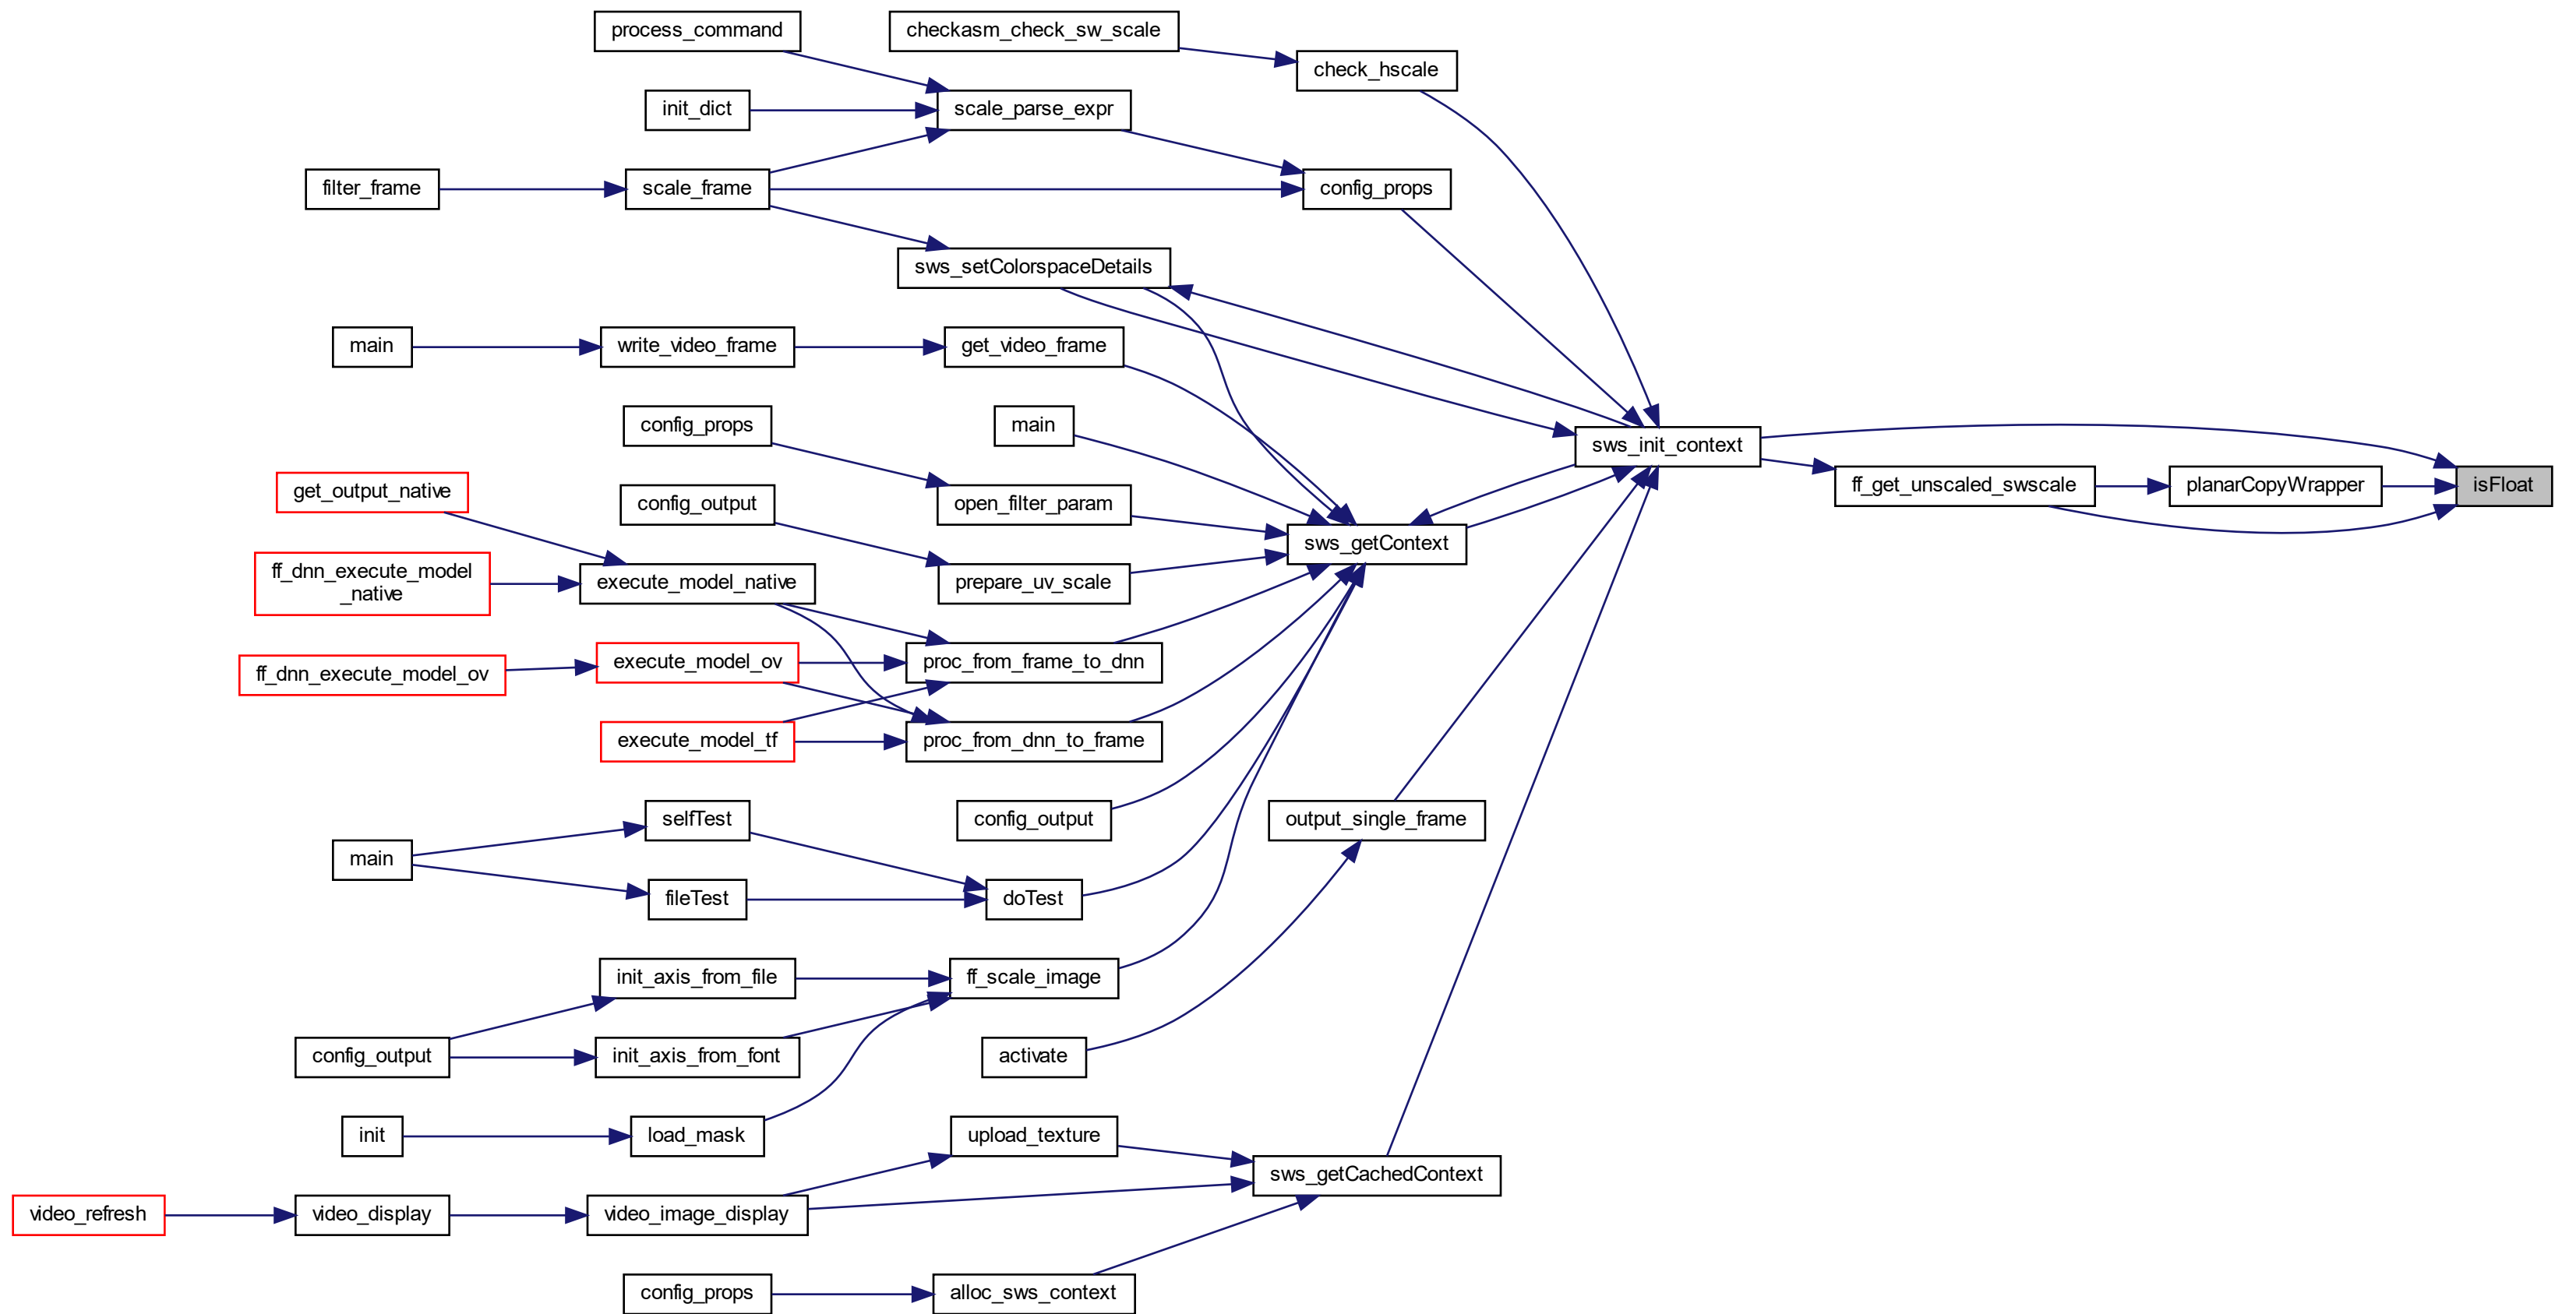 process_command
checkasm_check_sw_scale
check_hscale
init_dict
scale_parse_expr
filter_frame
scale_frame
config_props
sws_setColorspaceDetails
main
write_video_frame
get_video_frame
config_props
main
sws_init_context
get_output_native
config_output
open_filter_param
ff_get_unscaled_swscale
planarCopyWrapper
isFloat
sws_getContext
ff_dnn_execute_model
_native
execute_model_native
prepare_uv_scale
ff_dnn_execute_model_ov
execute_model_ov
proc_from_frame_to_dnn
execute_model_tf
proc_from_dnn_to_frame
selfTest
config_output
output_single_frame
main
fileTest
doTest
init_axis_from_file
ff_scale_image
config_output
init_axis_from_font
activate
init
load_mask
upload_texture
sws_getCachedContext
video_refresh
video_display
video_image_display
config_props
alloc_sws_context